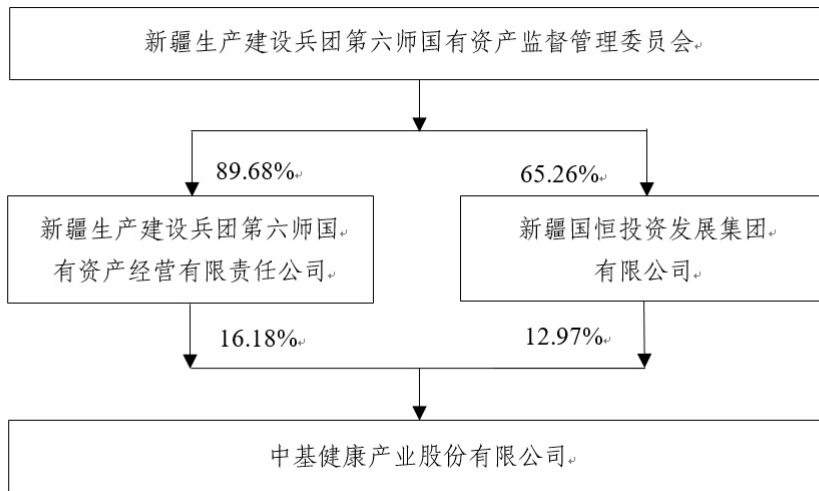 新疆生产建设兵团第六师国有资产监督管理委员会
89.68%
65.26%
新疆生产建设兵团第六师国
有资产经营有限责任公司
新疆国恒投资发展集团
有限公司
16.18%
12.97%
中基健康产业股份有限公司